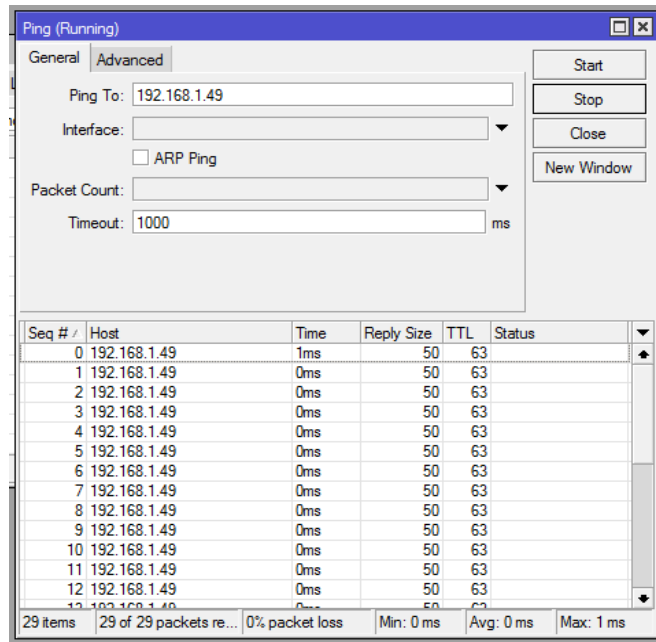 Ping (Running)
General Advanced
Start
Ping To: 192.168.1.49
Stop
Interface:
Close
ARP Ping
New Window
Packet Count:
Timeout: 1000 ms
Seq # Host Time Reply Size TTL Status
0 192.168.1.49 1ms 50 63
1 192.168.1.49 0ms 50 63
2 192.168.1.49 0ms 50 63
3 192.168.1.49 0ms 50 63
4 192.168.1.49 0ms 50 63
5 192.168.1.49 0ms 50 63
6 192.168.1.49 0ms 50 63
7 192.168.1.49 0ms 50 63
8 192.168.1.49 0ms 50 63
9 192.168.1.49 0ms 50 63
10 192.168.1.49 0ms 50 63
11 192.168.1.49 0ms 50 63
12 192.168.1.49 0ms 50 63
13 192.168.1.49 0ms 50 63
29 items 29 of 29 packets re... 0% packet loss Min: 0 ms Avg: 0 ms Max: 1 ms